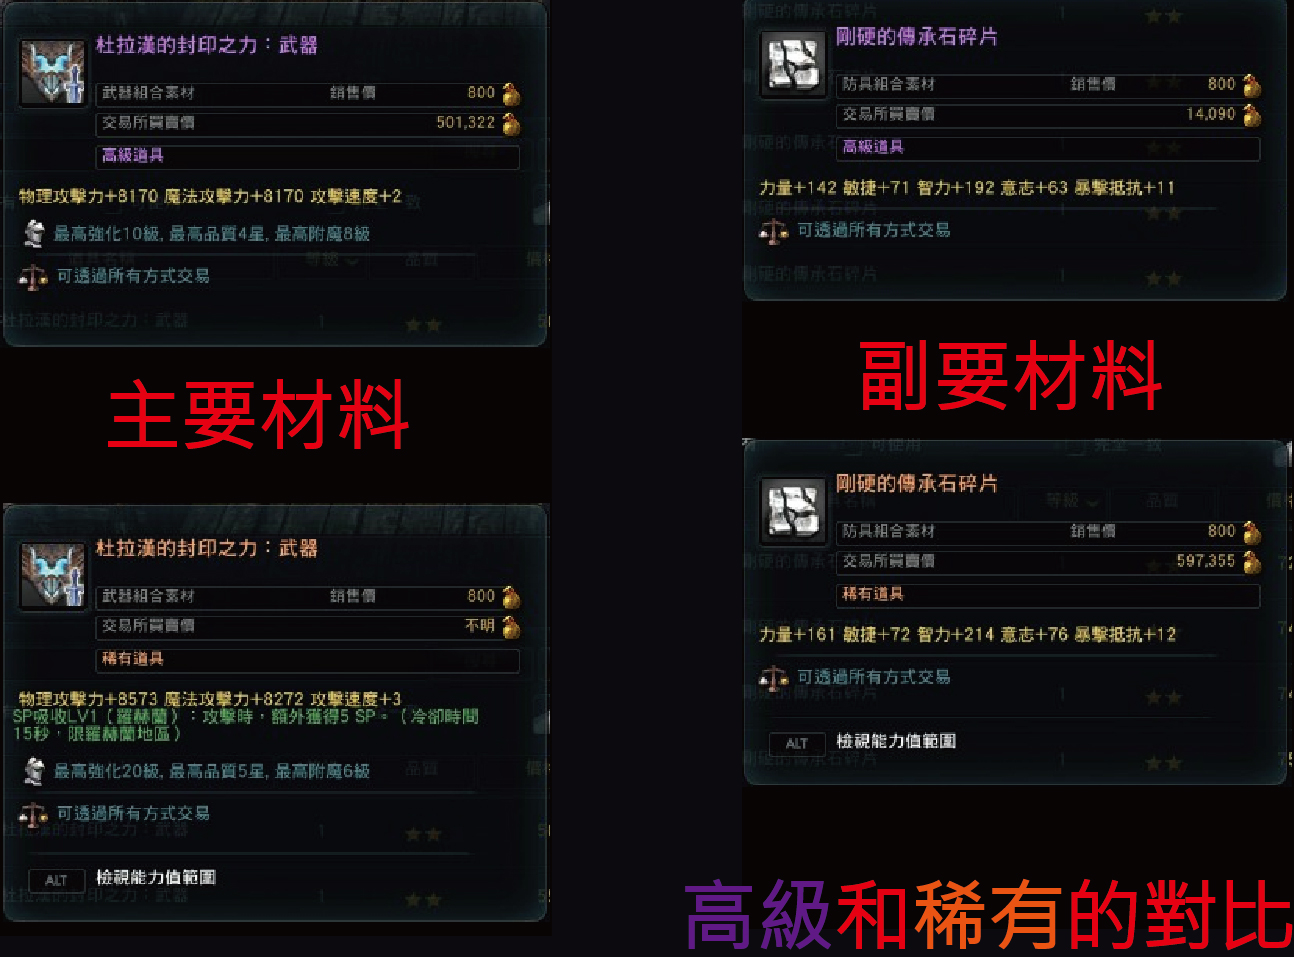 杜拉漢的封印之力：武器
武器組合素材 銷售價 800
交易所買賣價 501,322
高級道具
物理攻擊力+8170 魔法攻擊力+8170 攻擊速度+2
最高強化10級, 最高品質4星, 最高附魔8級
可透過所有方式交易
主要材料
杜拉漢的封印之力：武器
武器組合素材 銷售價 800
交易所買賣價 不明
稀有道具
物理攻擊力+8573 魔法攻擊力+8272 攻擊速度+3
SP吸收LV1（羅赫蘭）：攻擊時，額外獲得5 SP。（冷卻時間
15秒，限羅赫蘭地區）
最高強化20級, 最高品質5星, 最高附魔6級
可透過所有方式交易
ALT 檢視能力值範圍
剛硬的傳承石碎片
防具組合素材 銷售價 800
交易所買賣價 14,090
高級道具
力量+142 敏捷+71 智力+192 意志+63 暴擊抵抗+11
可透過所有方式交易
副要材料
剛硬的傳承石碎片
防具組合素材 銷售價 800
交易所買賣價 597,355
稀有道具
力量+161 敏捷+72 智力+214 意志+76 暴擊抵抗+12
可透過所有方式交易
ALT 檢視能力值範圍
高級和稀有的對比